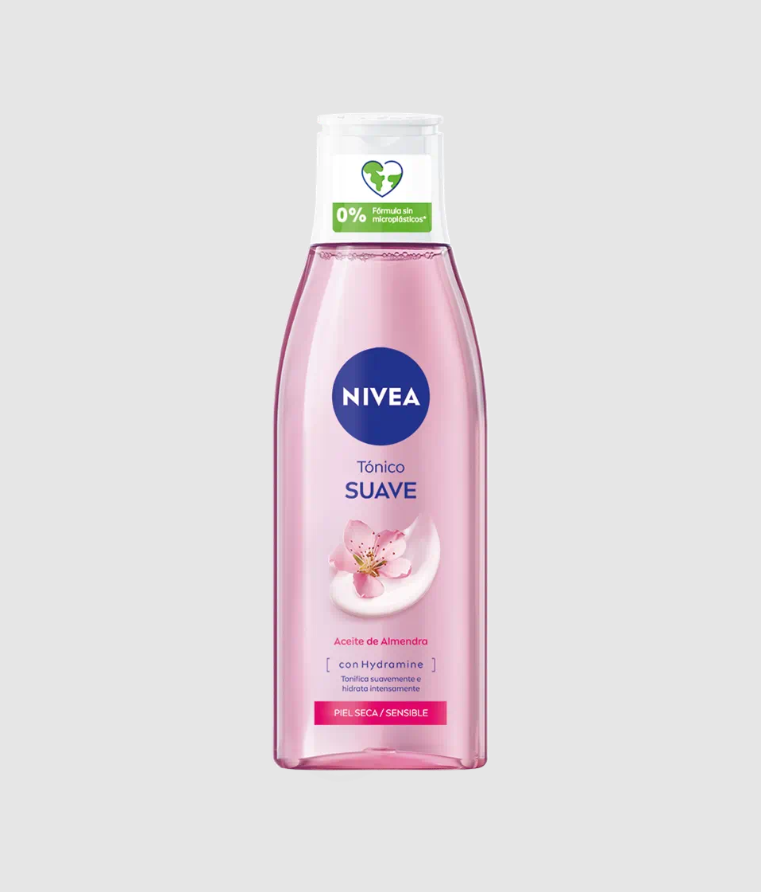 0%
Fórmula sin
microplásticos*
NIVEA
Tónico
SUAVE
Aceite de Almendra
[ con Hydramine ]
Tonifica suavemente e
hidrata intensamente
PIEL SECA / SENSIBLE